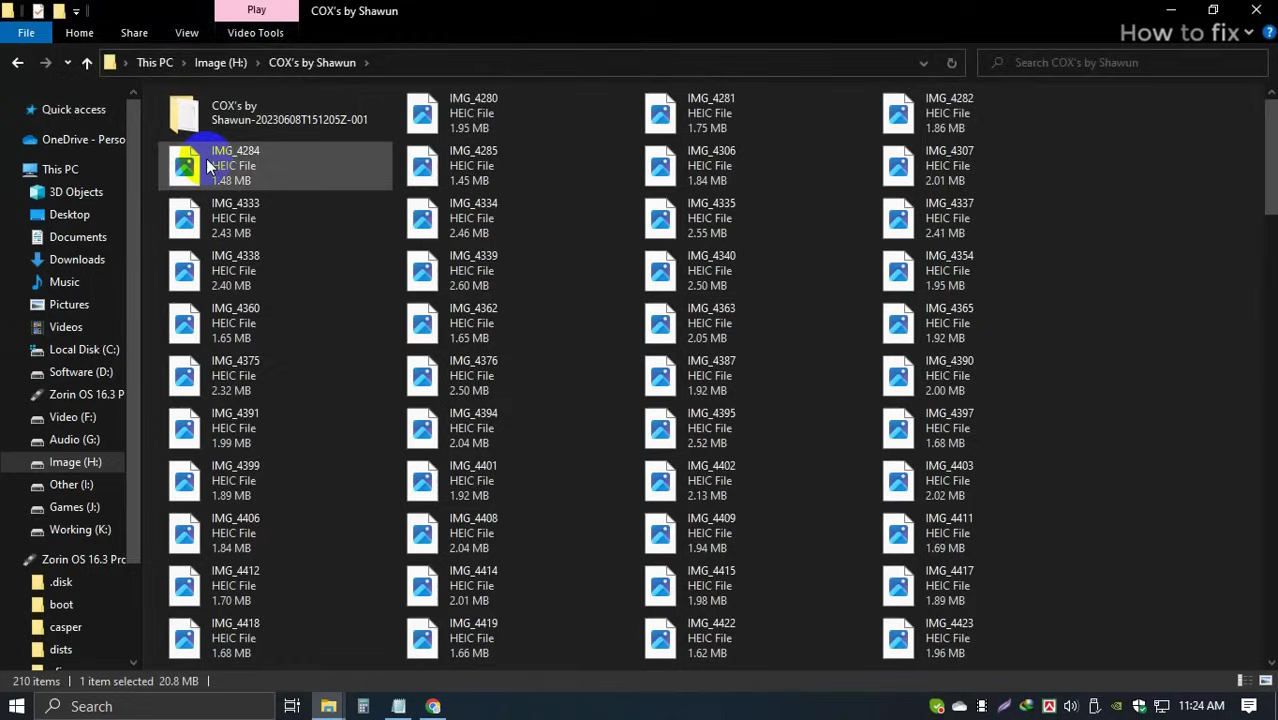 Play
COX's by Shawun
File
Home
Share
View
Video Tools
How to fix
This PC
Image (H:)
COX's by Shawun
Search COX's by Shawun
Quick access
OneDrive - Perso
This PC
3D Objects
Desktop
Documents
Downloads
Music
Pictures
Videos
Local Disk (C:)
Software (D:)
Zorin OS 16.3 P
Video (F:)
Audio (G:)
Image (H:)
Other (I:)
Games (J:)
Working (K:)
Zorin OS 16.3 Prc
.disk
boot
casper
dists
COX's by
Shawun-20230608T151205Z-001
IMG_4280
HEIC File
1.95 MB
IMG_4281
HEIC File
1.75 MB
IMG_4282
HEIC File
1.86 MB
IMG_4284
HEIC File
1.48 MB
IMG_4285
HEIC File
1.45 MB
IMG_4306
HEIC File
1.84 MB
IMG_4307
HEIC File
2.01 MB
IMG_4333
HEIC File
2.43 MB
IMG_4334
HEIC File
2.46 MB
IMG_4335
HEIC File
2.55 MB
IMG_4337
HEIC File
2.41 MB
IMG_4338
HEIC File
2.40 MB
IMG_4339
HEIC File
2.60 MB
IMG_4340
HEIC File
2.50 MB
IMG_4354
HEIC File
1.95 MB
IMG_4360
HEIC File
1.65 MB
IMG_4362
HEIC File
1.65 MB
IMG_4363
HEIC File
2.05 MB
IMG_4365
HEIC File
1.92 MB
IMG_4375
HEIC File
2.32 MB
IMG_4376
HEIC File
2.50 MB
IMG_4387
HEIC File
1.92 MB
IMG_4390
HEIC File
2.00 MB
IMG_4391
HEIC File
1.99 MB
IMG_4394
HEIC File
2.04 MB
IMG_4395
HEIC File
2.52 MB
IMG_4397
HEIC File
1.68 MB
IMG_4399
HEIC File
1.89 MB
IMG_4401
HEIC File
1.92 MB
IMG_4402
HEIC File
2.13 MB
IMG_4403
HEIC File
2.02 MB
IMG_4406
HEIC File
1.84 MB
IMG_4408
HEIC File
2.04 MB
IMG_4409
HEIC File
1.94 MB
IMG_4411
HEIC File
1.69 MB
IMG_4412
HEIC File
1.70 MB
IMG_4414
HEIC File
2.01 MB
IMG_4415
HEIC File
1.98 MB
IMG_4417
HEIC File
1.89 MB
IMG_4418
HEIC File
1.68 MB
IMG_4419
HEIC File
1.66 MB
IMG_4422
HEIC File
1.62 MB
IMG_4423
HEIC File
1.96 MB
210 items
1 item selected 20.8 MB
Search
11:24 AM